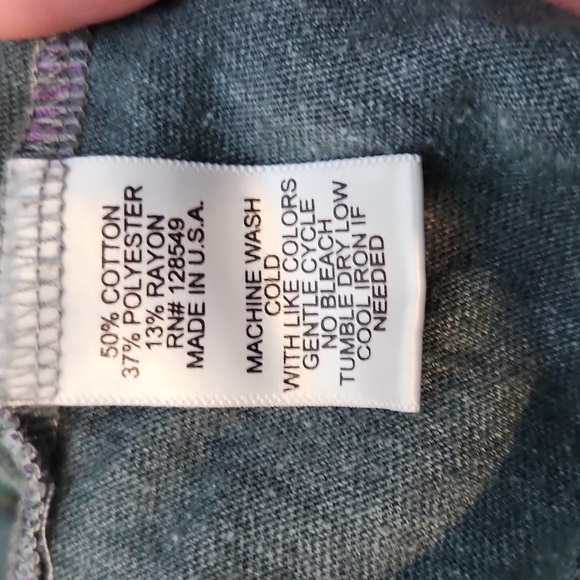 50% COTTON
37% POLYESTER
13% RAYON
RN# 128549
MADE IN U.S.A.
MACHINE WASH
COLD
WITH LIKE COLORS
GENTLE CYCLE
NO BLEACH
TUMBLE DRY LOW
COOL IRON IF
NEEDED